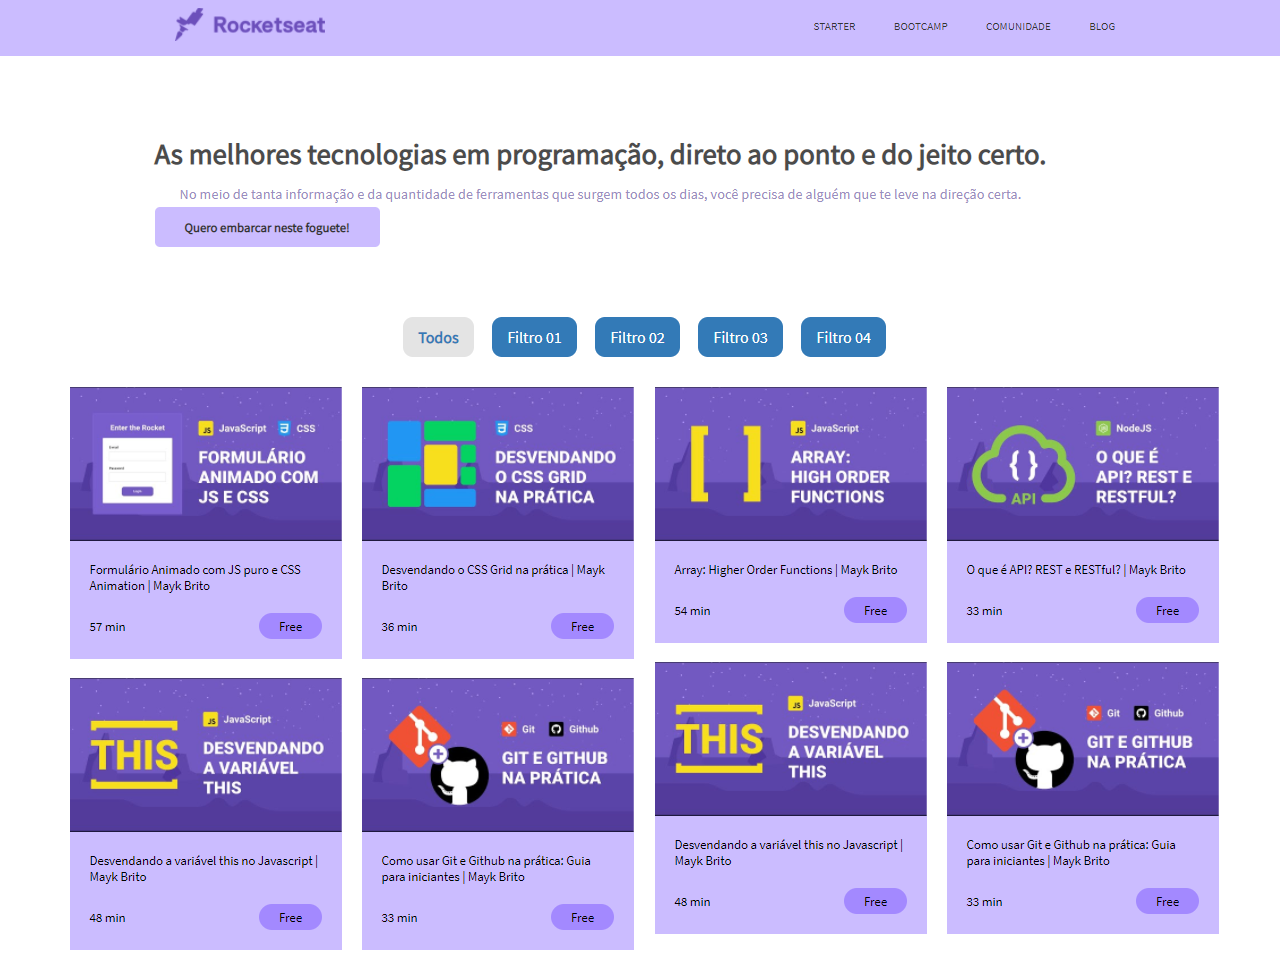 Rocketseat
STARTER BOOTCAMP COMUNIDADE BLOG
As melhores tecnologias em programação, direto ao ponto e do jeito certo.
No meio de tanta informação e da quantidade de ferramentas que surgem todos os dias, você precisa de alguém que te leve na direção certa.
Quero embarcar neste foguete!
Todos Filtro 01 Filtro 02 Filtro 03 Filtro 04
Enter the Rocket
E-mail
Password
Login
JS JavaScript CSS
FORMULÁRIO
ANIMADO COM
JS E CSS
Formulário Animado com JS puro e CSS
Animation | Mayk Brito
57 min Free
CSS
DESVENDANDO
O CSS GRID
NA PRÁTICA
Desvendando o CSS Grid na prática | Mayk
Brito
36 min Free
[ ]
JS JavaScript
ARRAY:
HIGH ORDER
FUNCTIONS
Array: Higher Order Functions | Mayk Brito
54 min Free
{ }
API
NodeJS
O QUE É
API? REST E
RESTFUL?
O que é API? REST e RESTful? | Mayk Brito
33 min Free
THIS
JS JavaScript
DESVENDANDO
A VARIÁVEL
THIS
Desvendando a variável this no Javascript |
Mayk Brito
48 min Free
Git Github
GIT E GITHUB
NA PRÁTICA
Como usar Git e Github na prática: Guia
para iniciantes | Mayk Brito
33 min Free
THIS
JS JavaScript
DESVENDANDO
A VARIÁVEL
THIS
Desvendando a variável this no Javascript |
Mayk Brito
48 min Free
Git Github
GIT E GITHUB
NA PRÁTICA
Como usar Git e Github na prática: Guia
para iniciantes | Mayk Brito
33 min Free